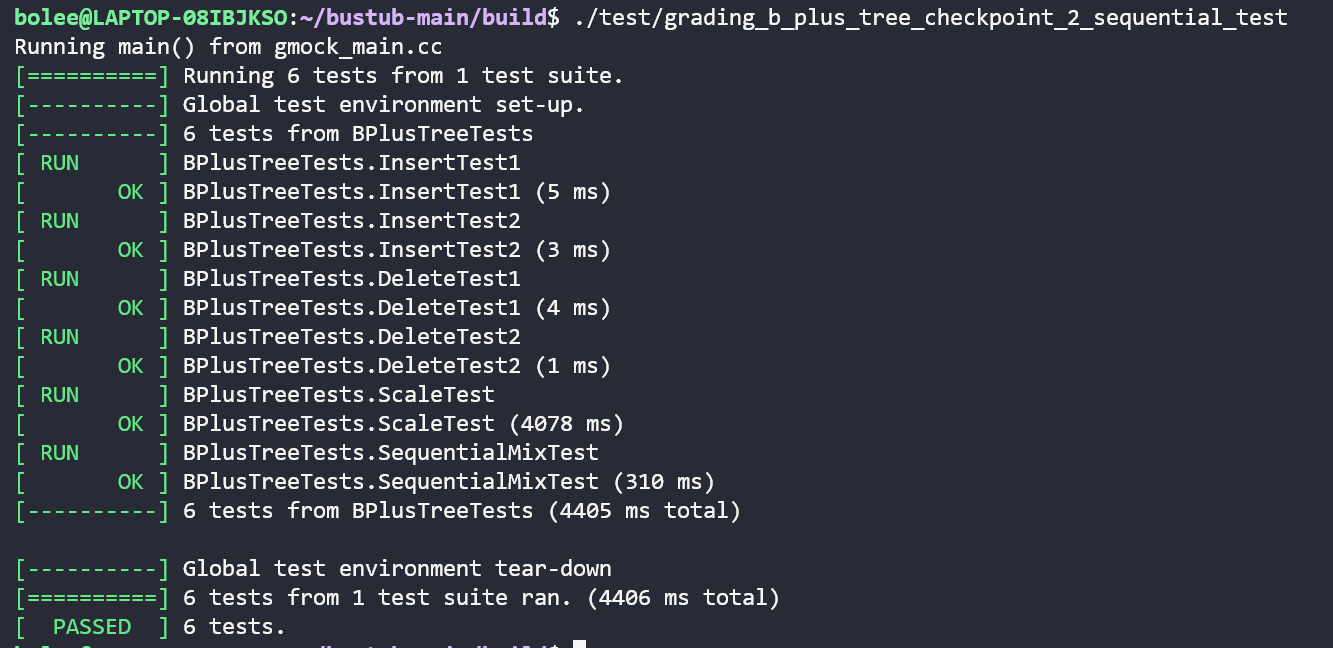 bolee@LAPTOP-08IBJKSO:~/bustub-main/build$ ./test/grading_b_plus_tree_checkpoint_2_sequential_test
Running main() from gmock_main.cc
[==========] Running 6 tests from 1 test suite.
[----------] Global test environment set-up.
[----------] 6 tests from BPlusTreeTests
[ RUN      ] BPlusTreeTests.InsertTest1
[       OK ] BPlusTreeTests.InsertTest1 (5 ms)
[ RUN      ] BPlusTreeTests.InsertTest2
[       OK ] BPlusTreeTests.InsertTest2 (3 ms)
[ RUN      ] BPlusTreeTests.DeleteTest1
[       OK ] BPlusTreeTests.DeleteTest1 (4 ms)
[ RUN      ] BPlusTreeTests.DeleteTest2
[       OK ] BPlusTreeTests.DeleteTest2 (1 ms)
[ RUN      ] BPlusTreeTests.ScaleTest
[       OK ] BPlusTreeTests.ScaleTest (4078 ms)
[ RUN      ] BPlusTreeTests.SequentialMixTest
[       OK ] BPlusTreeTests.SequentialMixTest (310 ms)
[----------] 6 tests from BPlusTreeTests (4405 ms total)

[----------] Global test environment tear-down
[==========] 6 tests from 1 test suite ran. (4406 ms total)
[  PASSED  ] 6 tests.